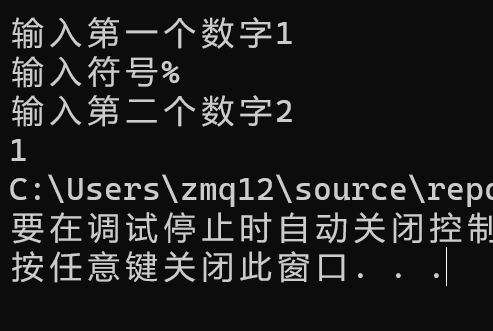 输入第一个数字1
输入符号%
输入第二个数字2
1
C:\Users\zmq12\source\repo
要在调试停止时自动关闭控制
按任意键关闭此窗口. . .